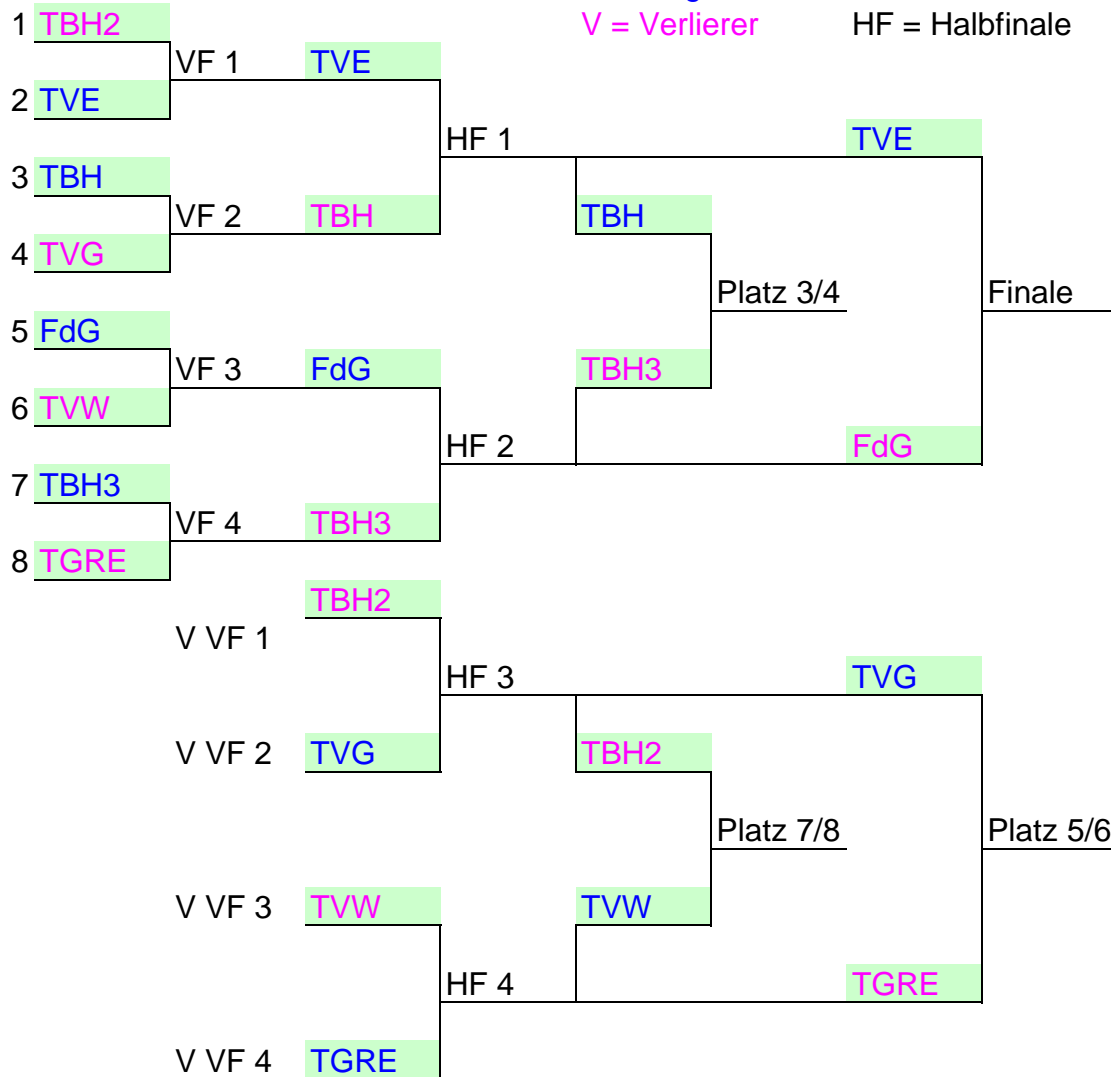 1 TBH2 V = Verlierer HF = Halbfinale
VF 1 TVE
2 TVE
HF 1 TVE
3 TBH
VF 2 TBH TBH
4 TVG
Platz 3/4 Finale
5 FdG
VF 3 FdG TBH3
6 TVW
HF 2 FdG
7 TBH3
VF 4 TBH3
8 TGRE
TBH2
V VF 1
HF 3 TVG
V VF 2 TVG TBH2
Platz 7/8 Platz 5/6
V VF 3 TVW TVW
HF 4 TGRE
V VF 4 TGRE